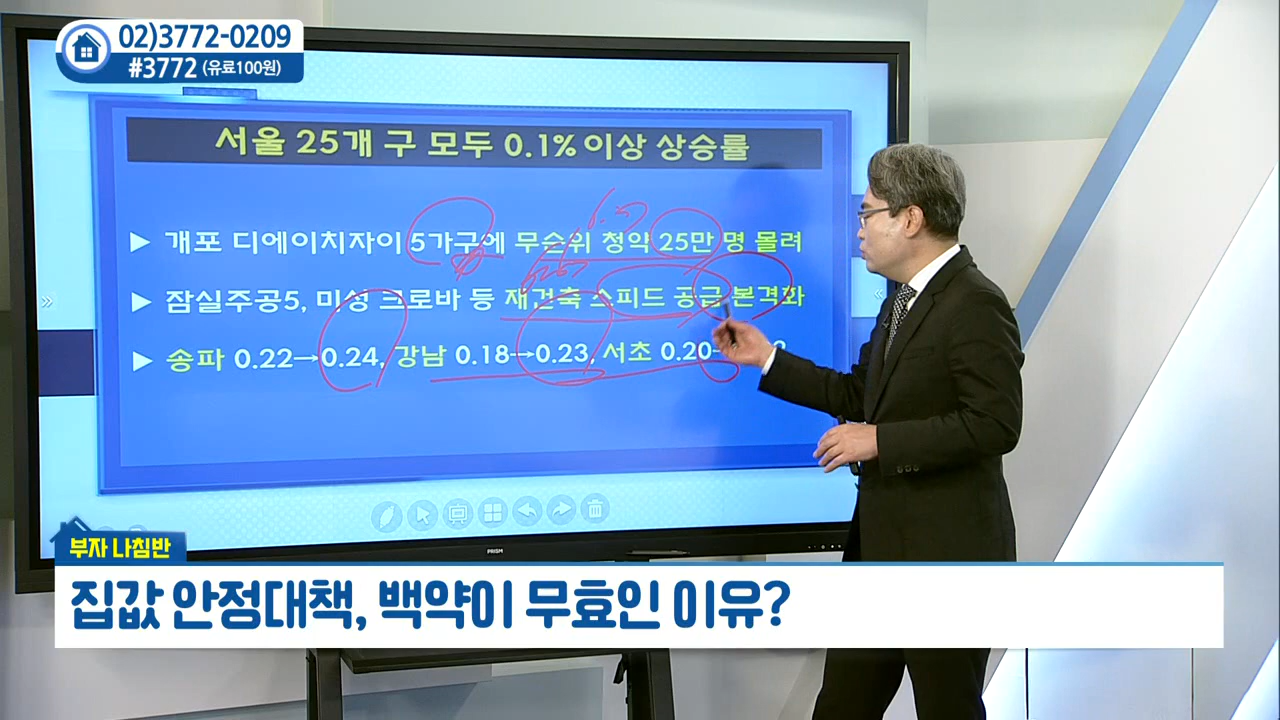 02)3772-0209
#3772 (유료100원)
서울 25개 구 모두 0.1% 이상 상승률
▶ 개포 디에이치자이 5가구에 무순위 청약 25만 명 몰려
▶ 잠실주공5, 미성 크로바 등 재건축 스피드 공급 본격화
▶ 송파 0.22→0.24, 강남 0.18→0.23, 서초 0.20
PRISM
부자 나침반
집값 안정대책, 백약이 무효인 이유?